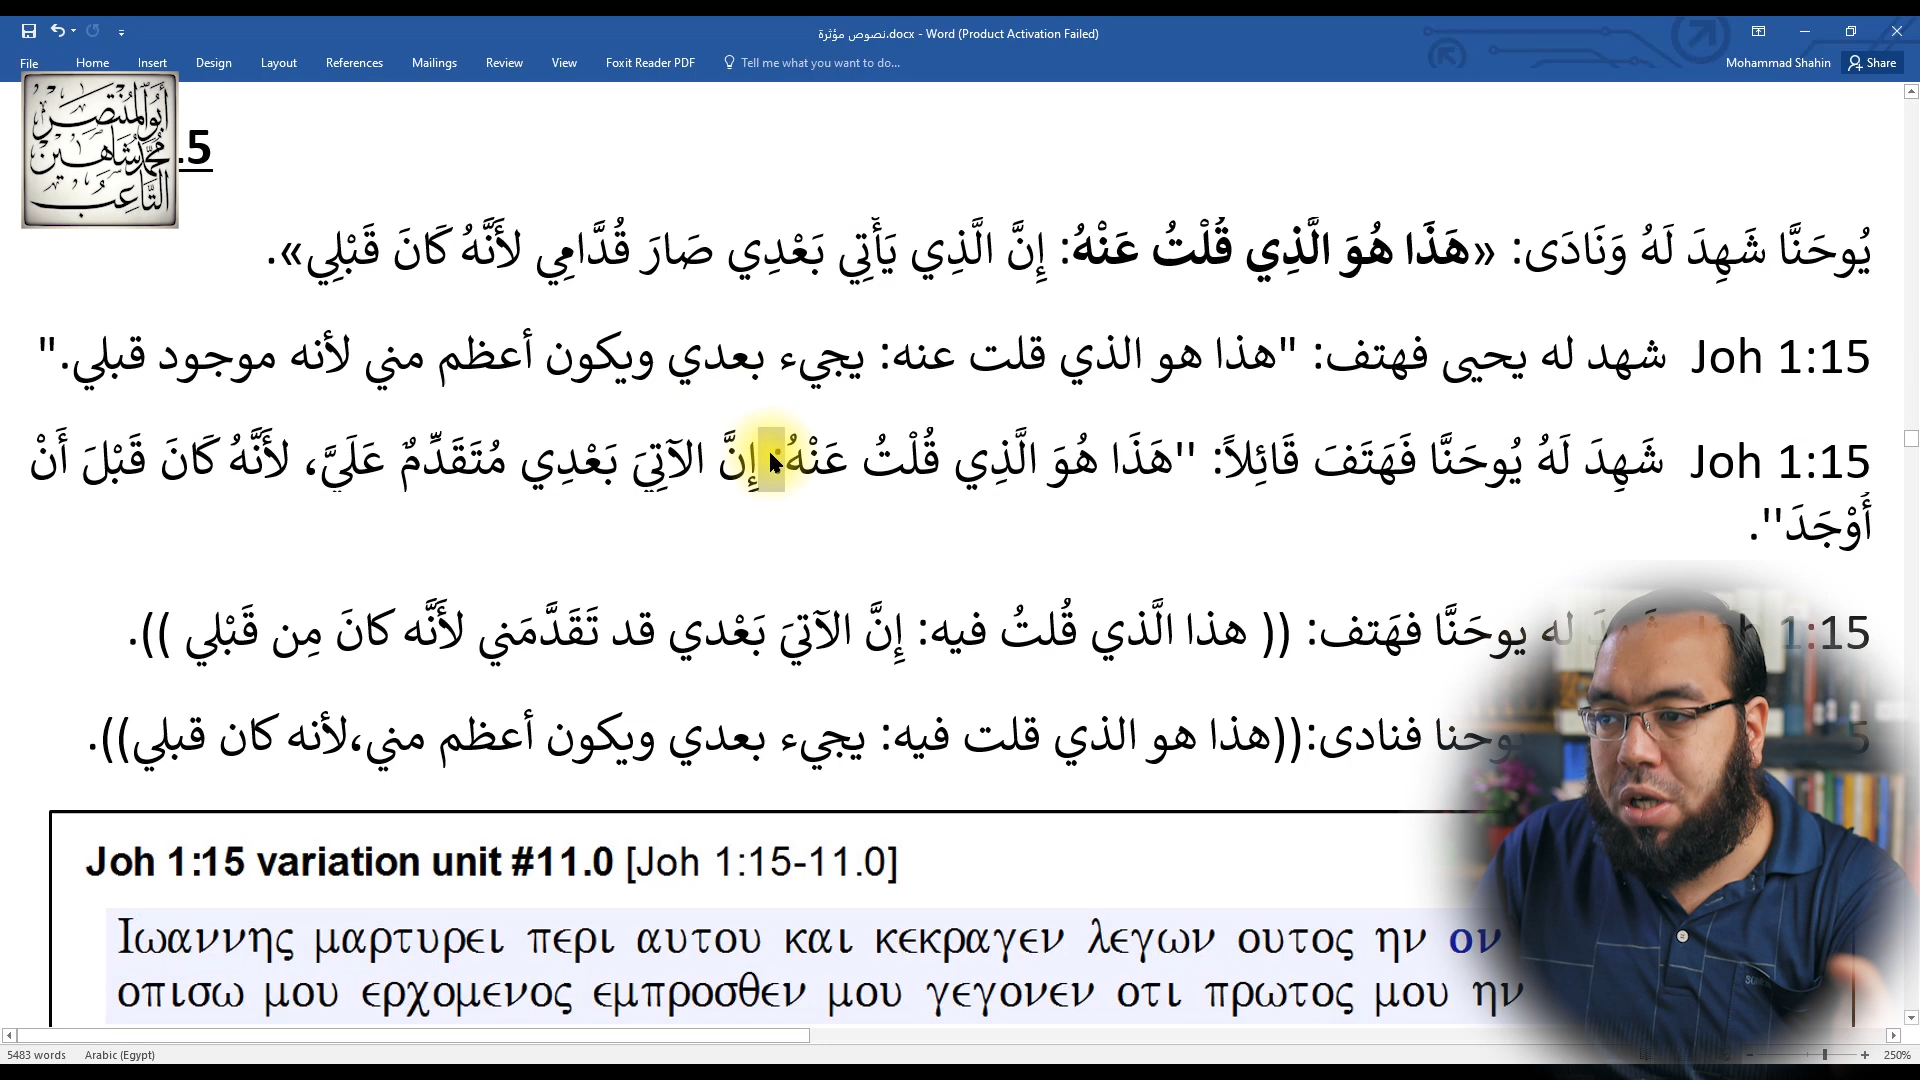 نصوص مؤثرة.docx - Word (Product Activation Failed)
File Home Insert Design Layout References Mailings Review View Foxit Reader PDF Tell me what you want to do... Mohammad Shahin Share
أبو المنتصر
محمد شاهين
التاعب
.5
يُوحَنَّا شَهِدَ لَهُ وَنَادَى: «هَذَا هُوَ الَّذِي قُلْتُ عَنْهُ: إِنَّ الَّذِي يَأْتِي بَعْدِي صَارَ قُدَّامِي لأَنَّهُ كَانَ قَبْلِي».
Joh 1:15 شهد له يحيى فهتف: "هذا هو الذي قلت عنه: يجيء بعدي ويكون أعظم مني لأنه موجود قبلي."
Joh 1:15 شَهِدَ لَهُ يُوحَنَّا فَهَتَفَ قَائِلاً: ''هَذَا هُوَ الَّذِي قُلْتُ عَنْهُ: إِنَّ الآتِيَ بَعْدِي مُتَقَدِّمٌ عَلَيَّ، لأَنَّهُ كَانَ قَبْلَ أَنْ
أُوْجَدَ''.
1:15 شَهِدَ له يوحَنَّا فهَتف: (( هذا الَّذي قُلتُ فيه: إِنَّ الآتِيَ بَعْدي قد تَقَدَّمَني لأَنَّه كانَ مِن قَبْلي )).
5 يوحنا فنادى:((هذا هو الذي قلت فيه: يجيء بعدي ويكون أعظم مني،لأنه كان قبلي)).
Joh 1:15 variation unit #11.0 [Joh 1:15-11.0]
Ιωαννης μαρτυρει περι αυτου και κεκραγεν λεγων ουτος ην ον
οπισω μου ερχομενος εμπροσθεν μου γεγονεν οτι πρωτος μου ην
5483 words Arabic (Egypt) 250%